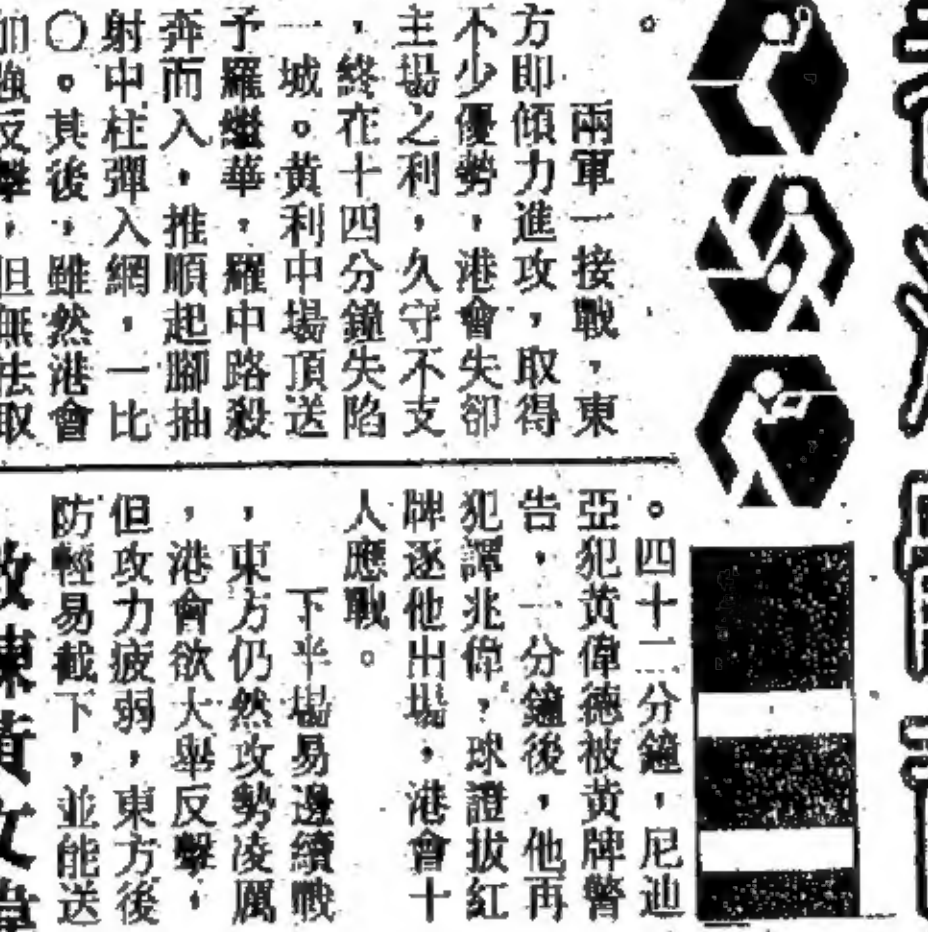 。
兩軍一接戰，東
方即傾力進攻，取得
不少優勢，港會失卻
主場之利，久守不支
，終在十四分鐘失陷
一城。黃利中場頂送
予羅繼華，羅中路殺
奔而入，推順起腳抽
射中柱彈入網，一比
〇。其後，雖然港會
加強反擊，但無法取
。四十二分鐘，尼迪
亞犯黃偉德被黃牌警
告，一分鐘後，他再
犯譚兆偉，球證拔紅
牌逐他出場，港會十
人應戰。
下半場易邊續戰
，東方仍然攻勢凌厲
，港會欲大舉反擊，
但攻力疲弱，東方後
防輕易截下，並能送
教練黃文偉